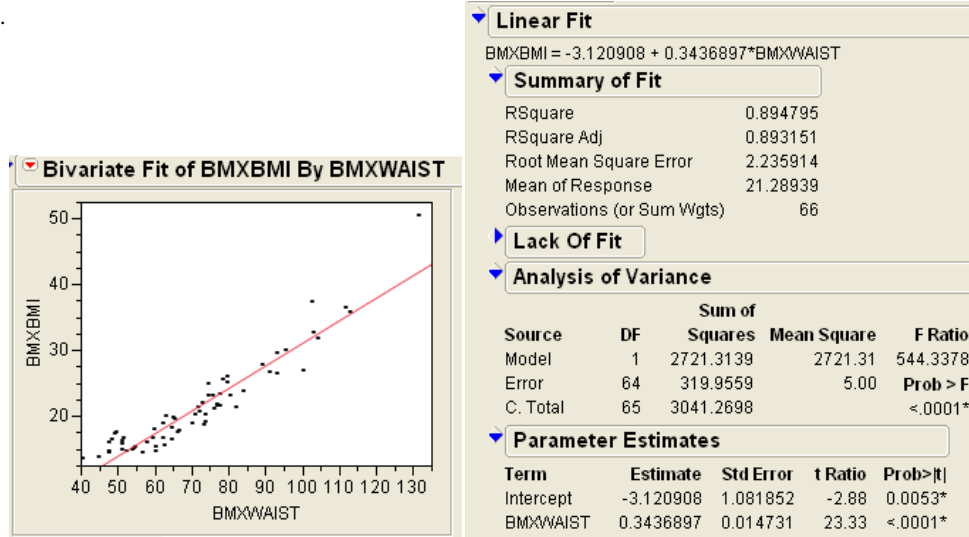 .
Bivariate Fit of BMXBMI By BMXWAIST
50
40
30
20
BMXBMI
40 50 60 70 80 90 100 110 120 130
BMXWAIST
Linear Fit
BMXBMI = -3.120908 + 0.3436897*BMXWAIST
Summary of Fit
RSquare 0.894795
RSquare Adj 0.893151
Root Mean Square Error 2.235914
Mean of Response 21.28939
Observations (or Sum Wgts) 66
Lack Of Fit
Analysis of Variance
Sum of
Source DF Squares Mean Square F Ratio
Model 1 2721.3139 2721.31 544.3378
Error 64 319.9559 5.00 Prob > F
C. Total 65 3041.2698 <.0001*
Parameter Estimates
Term Estimate Std Error t Ratio Prob>|t|
Intercept -3.120908 1.081852 -2.88 0.0053*
BMXWAIST 0.3436897 0.014731 23.33 <.0001*